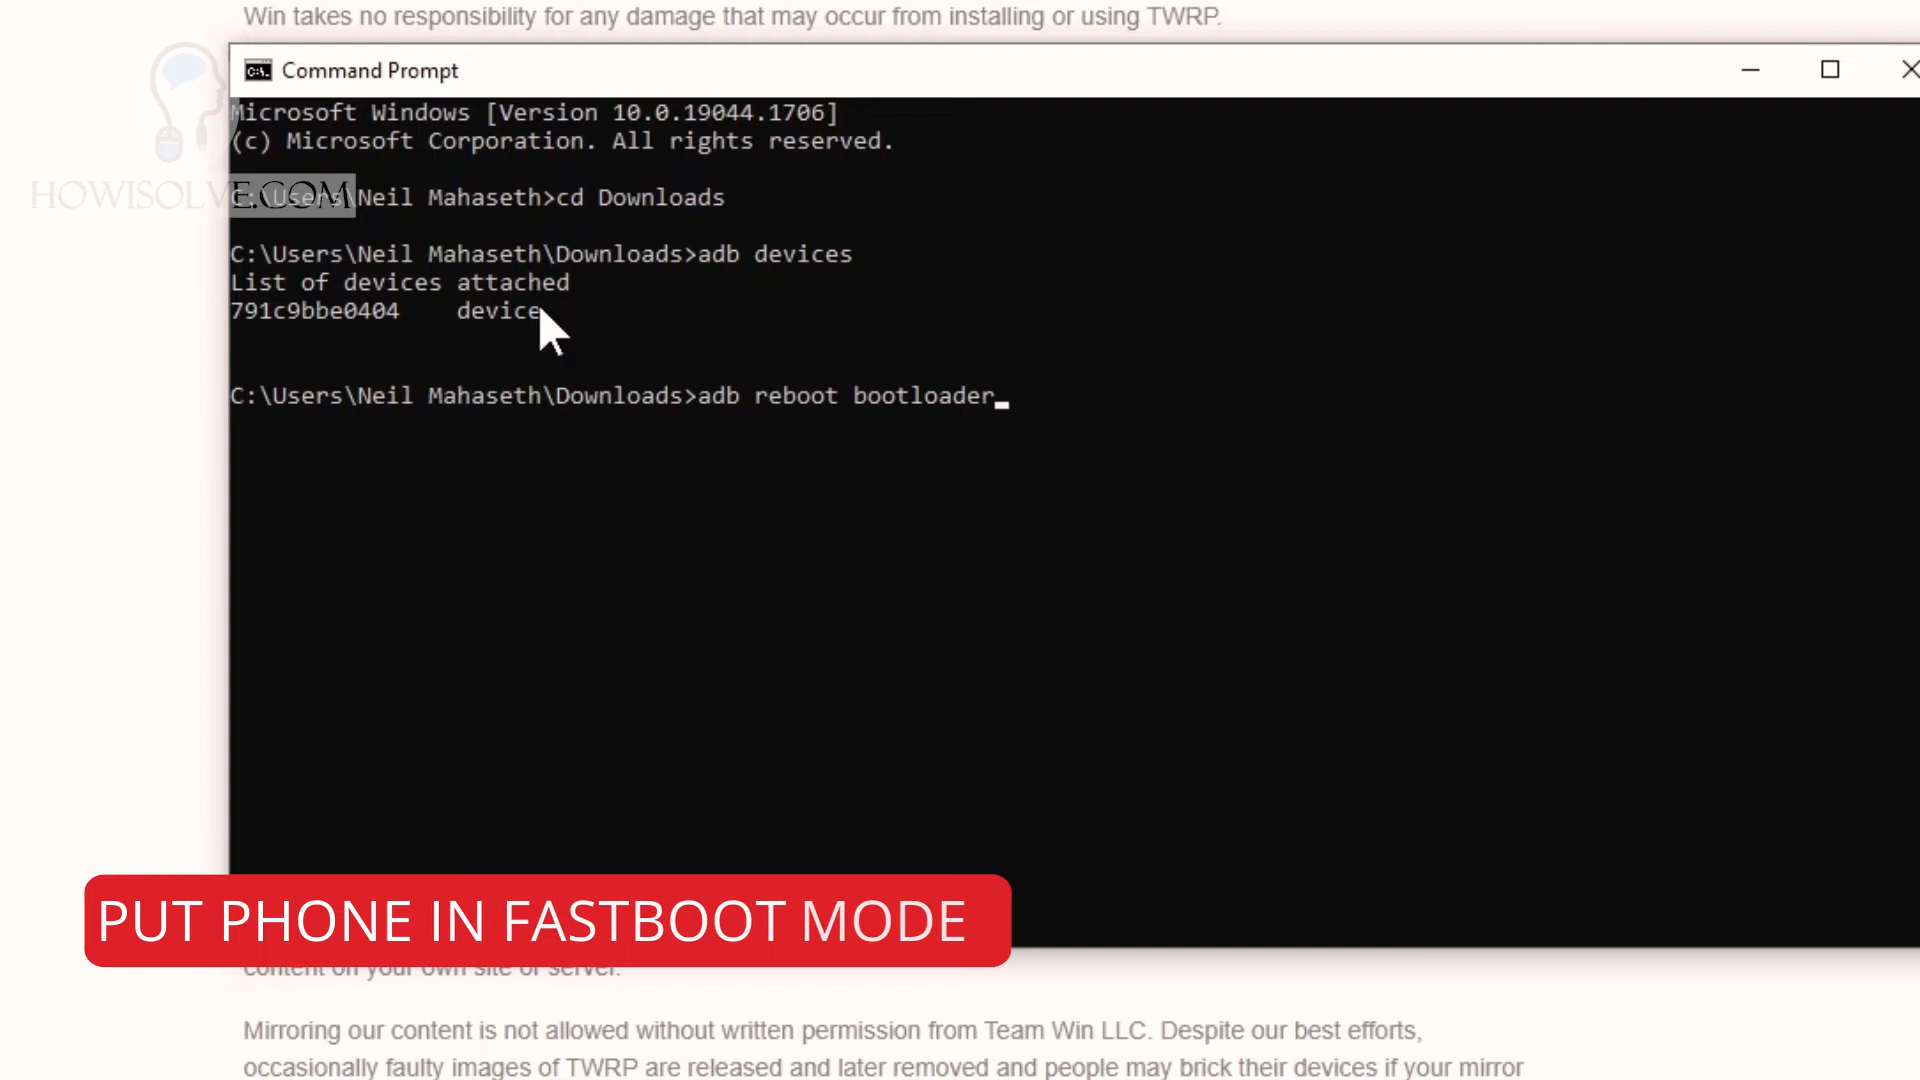 Win takes no responsibility for any damage that may occur from installing or using TWRP.
Command Prompt
Microsoft Windows [Version 10.0.19044.1706]
(c) Microsoft Corporation. All rights reserved.
HOWISOLVE.COM
C:\Users\Neil Mahaseth>cd Downloads
C:\Users\Neil Mahaseth\Downloads>adb devices
List of devices attached
791c9bbe0404    device
C:\Users\Neil Mahaseth\Downloads>adb reboot bootloader
PUT PHONE IN FASTBOOT MODE
content on your own site or server.
Mirroring our content is not allowed without written permission from Team Win LLC. Despite our best efforts,
occasionally faulty images of TWRP are released and later removed and people may brick their devices if your mirror